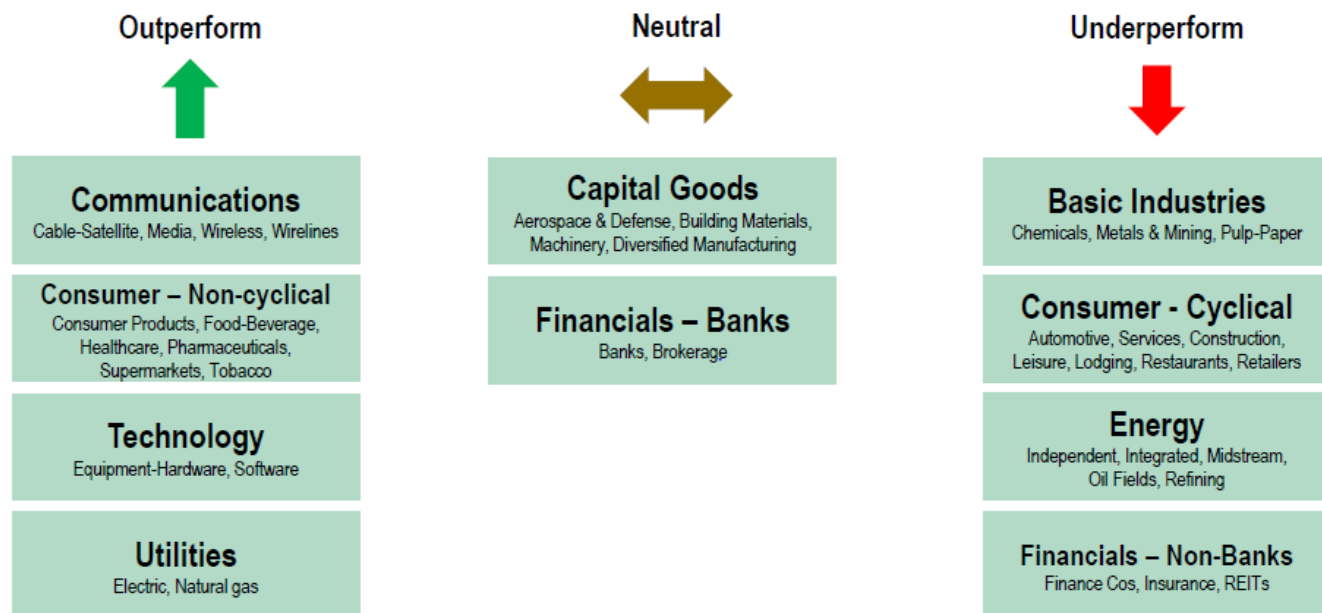 Outperform
Communications
Cable-Satellite, Media, Wireless, Wirelines
Consumer – Non-cyclical
Consumer Products, Food-Beverage,
Healthcare, Pharmaceuticals,
Supermarkets, Tobacco
Technology
Equipment-Hardware, Software
Utilities
Electric, Natural gas
Neutral
Capital Goods
Aerospace & Defense, Building Materials,
Machinery, Diversified Manufacturing
Financials – Banks
Banks, Brokerage
Underperform
Basic Industries
Chemicals, Metals & Mining, Pulp-Paper
Consumer - Cyclical
Automotive, Services, Construction,
Leisure, Lodging, Restaurants, Retailers
Energy
Independent, Integrated, Midstream,
Oil Fields, Refining
Financials – Non-Banks
Finance Cos, Insurance, REITs